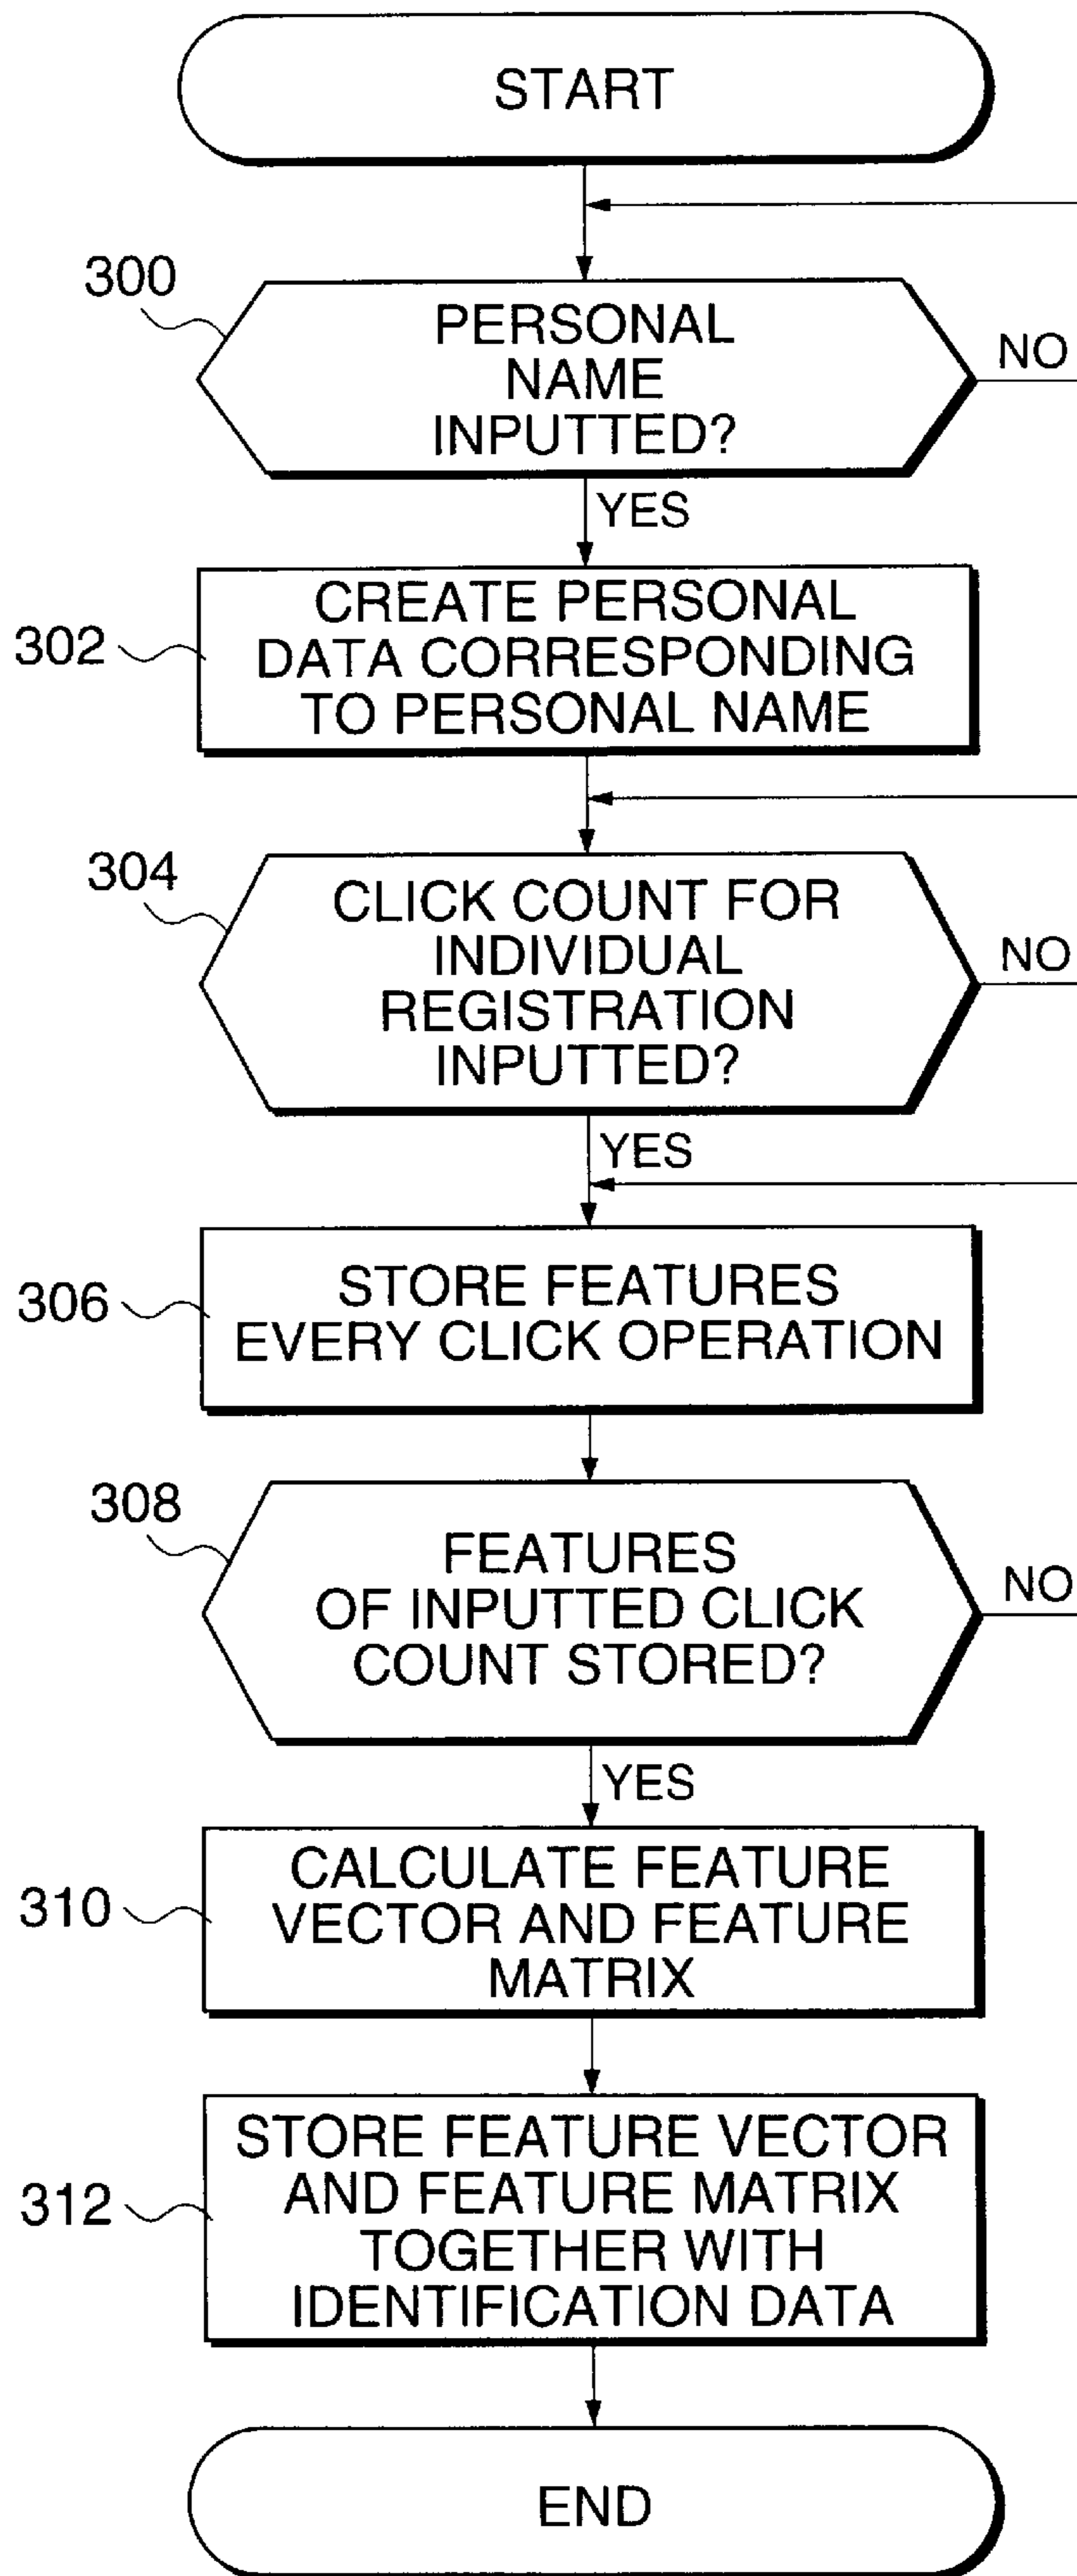 START
300
PERSONAL
NAME
INPUTTED?
NO
YES
302
CREATE PERSONAL
DATA CORRESPONDING
TO PERSONAL NAME
304
CLICK COUNT FOR
INDIVIDUAL
REGISTRATION
INPUTTED?
NO
YES
306
STORE FEATURES
EVERY CLICK OPERATION
308
FEATURES
OF INPUTTED CLICK
COUNT STORED?
NO
YES
310
CALCULATE FEATURE
VECTOR AND FEATURE
MATRIX
312
STORE FEATURE VECTOR
AND FEATURE MATRIX
TOGETHER WITH
IDENTIFICATION DATA
END